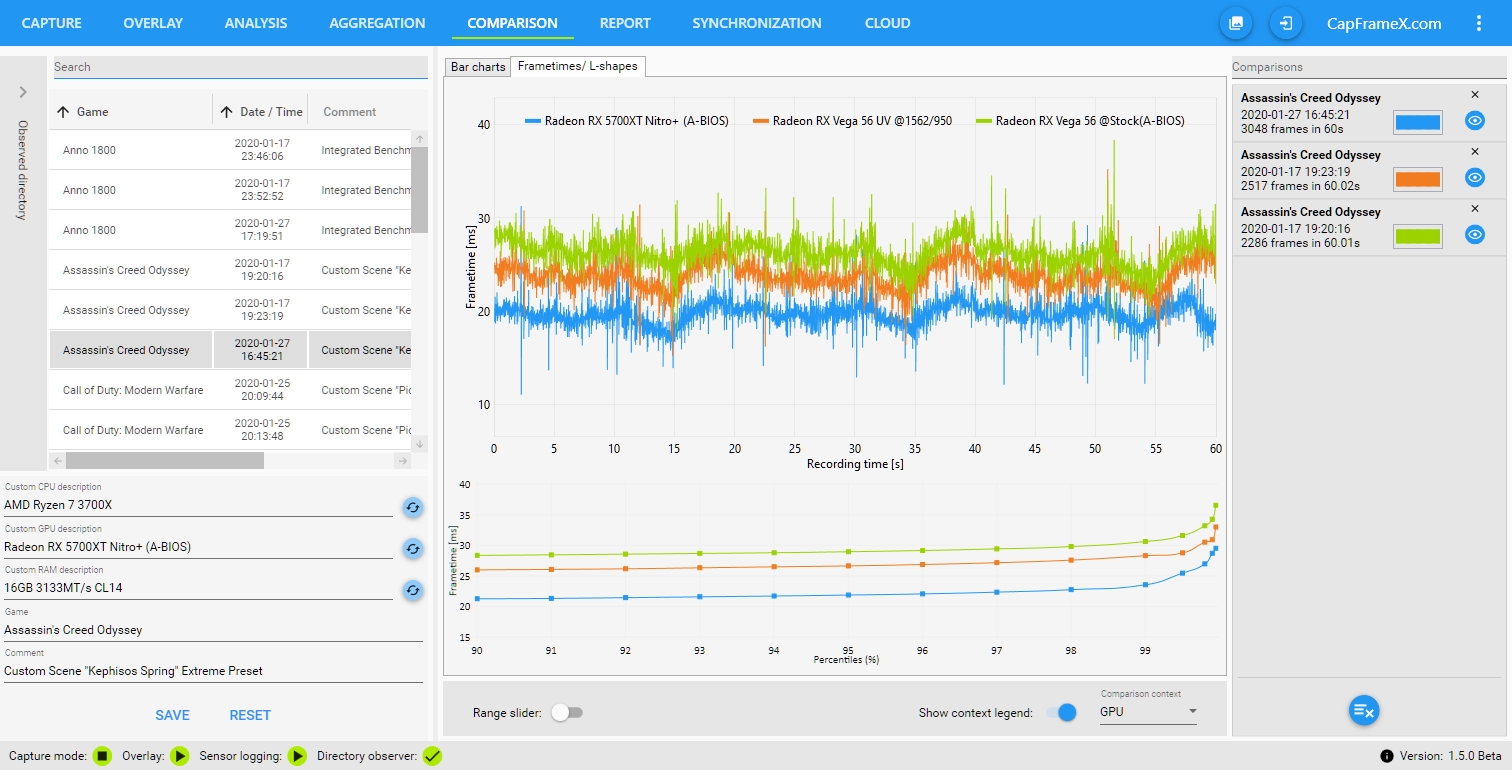 CAPTURE OVERLAY ANALYSIS AGGREGATION COMPARISON REPORT SYNCHRONIZATION CLOUD CapFrameX.com
Observed directory
Search
Game Date / Time Comment
Anno 1800 2020-01-17 23:46:06 Integrated Benchm
Anno 1800 2020-01-17 23:52:52 Integrated Benchm
Anno 1800 2020-01-27 17:19:51 Integrated Benchm
Assassin's Creed Odyssey 2020-01-17 19:20:16 Custom Scene "Ke
Assassin's Creed Odyssey 2020-01-17 19:23:19 Custom Scene "Ke
Assassin's Creed Odyssey 2020-01-27 16:45:21 Custom Scene "Ke
Call of Duty: Modern Warfare 2020-01-25 20:09:44 Custom Scene "Pic
Call of Duty: Modern Warfare 2020-01-25 20:13:48 Custom Scene "Pic
Custom CPU description
AMD Ryzen 7 3700X
Custom GPU description
Radeon RX 5700XT Nitro+ (A-BIOS)
Custom RAM description
16GB 3133MT/s CL14
Game
Assassin's Creed Odyssey
Comment
Custom Scene "Kephisos Spring" Extreme Preset
SAVE RESET
Bar charts Frametimes/ L-shapes
Radeon RX 5700XT Nitro+ (A-BIOS) Radeon RX Vega 56 UV @1562/950 Radeon RX Vega 56 @Stock(A-BIOS)
Frametime [ms]
40
30
20
10
0 5 10 15 20 25 30 35 40 45 50 55 60
Recording time [s]
Frametime [ms]
40
35
30
25
20
15
90 91 92 93 94 95 96 97 98 99
Percentiles (%)
Range slider: Show context legend: Comparison context
GPU
Comparisons
Assassin's Creed Odyssey
2020-01-27 16:45:21
3048 frames in 60s
Assassin's Creed Odyssey
2020-01-17 19:23:19
2517 frames in 60.02s
Assassin's Creed Odyssey
2020-01-17 19:20:16
2286 frames in 60.01s
Capture mode: Overlay: Sensor logging: Directory observer: Version: 1.5.0 Beta